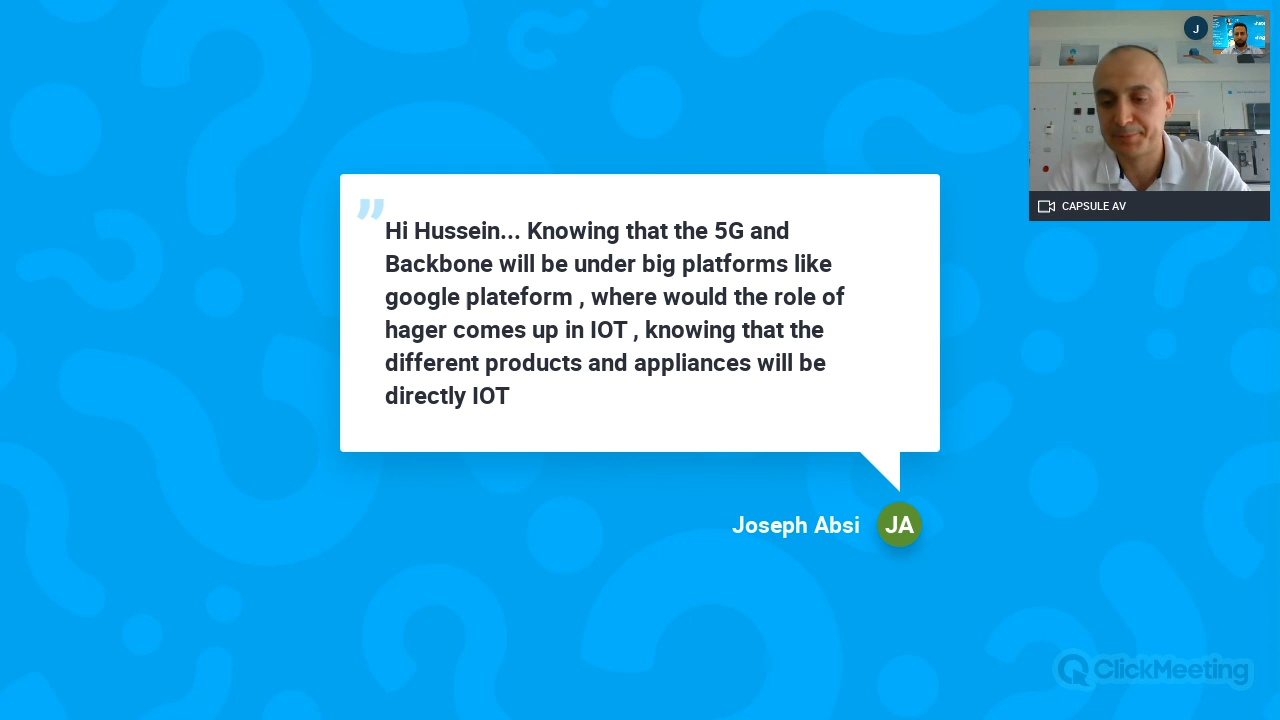 J
CAPSULE AV
”
Hi Hussein... Knowing that the 5G and
Backbone will be under big platforms like
google plateform , where would the role of
hager comes up in IOT , knowing that the
different products and appliances will be
directly IOT
Joseph Absi
JA
ClickMeeting